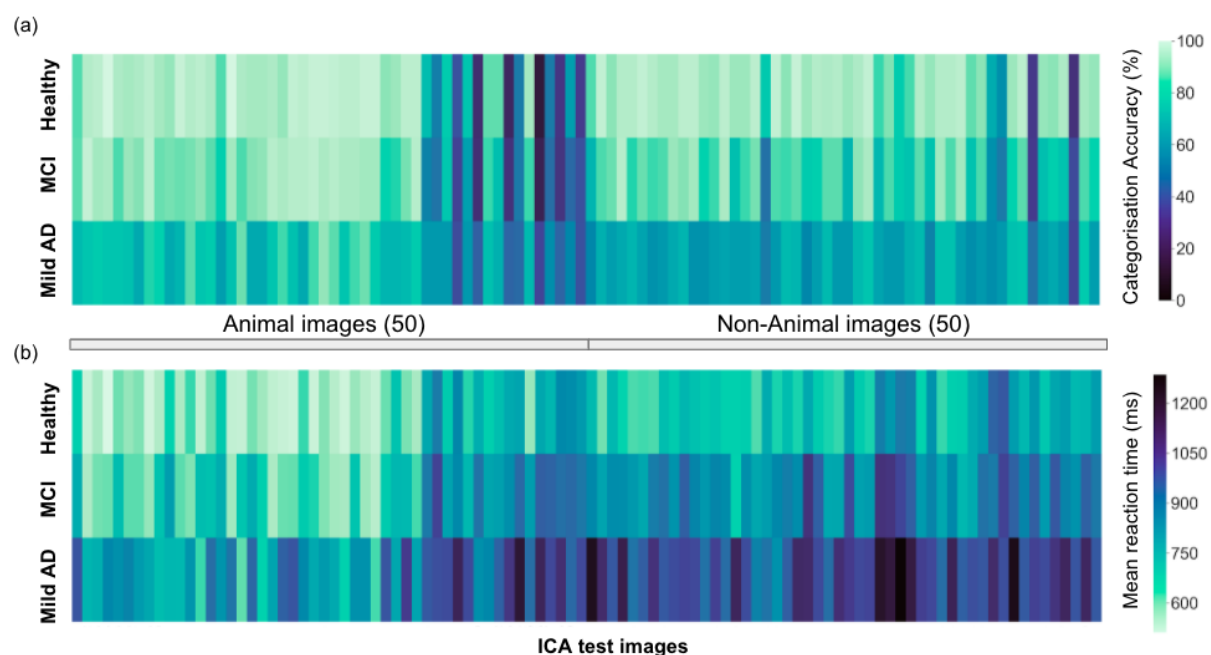 (a)
Healthy
MCI
Mild AD
100
80
60
40
20
0
Categorisation Accuracy (%)
Animal images (50)
Non-Animal images (50)
(b)
Healthy
MCI
Mild AD
1200
1050
900
750
600
Mean reaction time (ms)
ICA test images